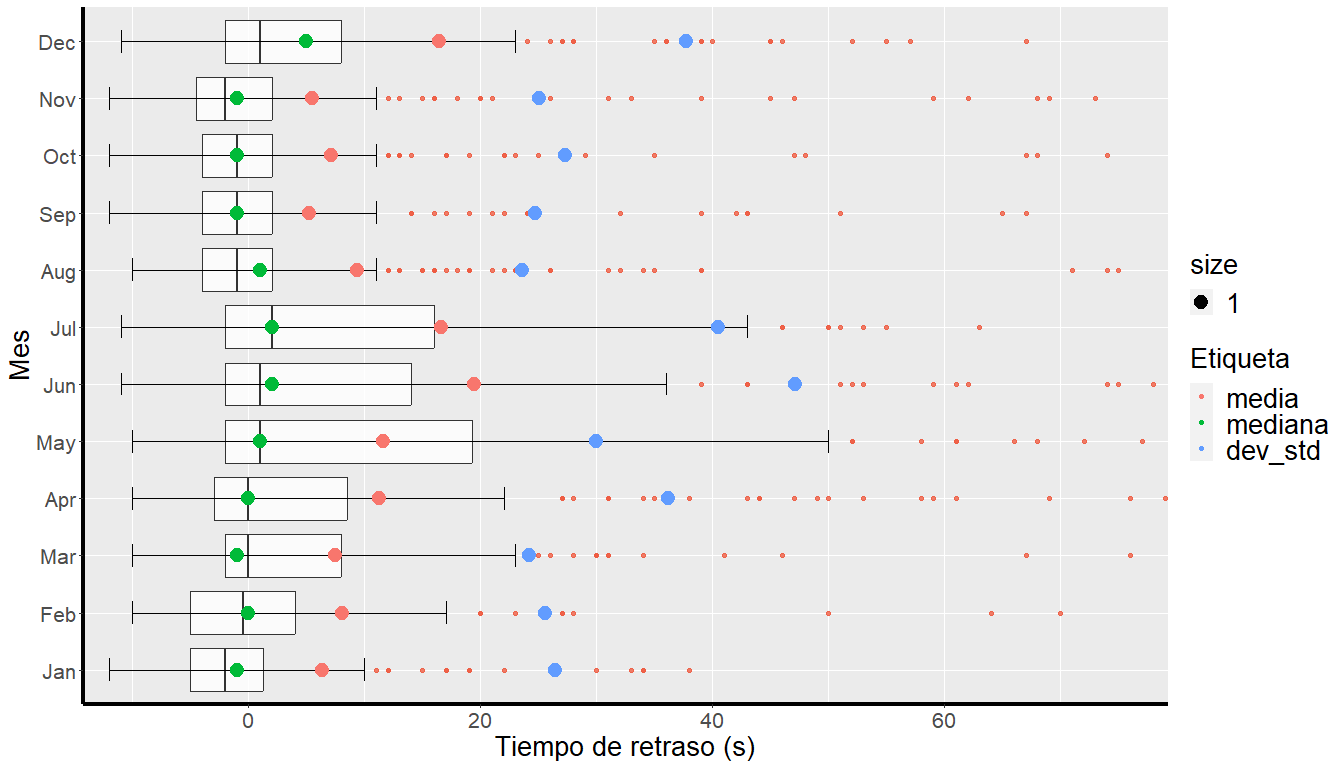 Dec
Nov
Oct
Sep
Aug
Jul
Jun
May
Apr
Mar
Feb
Jan
Mes
0 20 40 60
Tiempo de retraso (s)
size
1
Etiqueta
media
mediana
dev_std